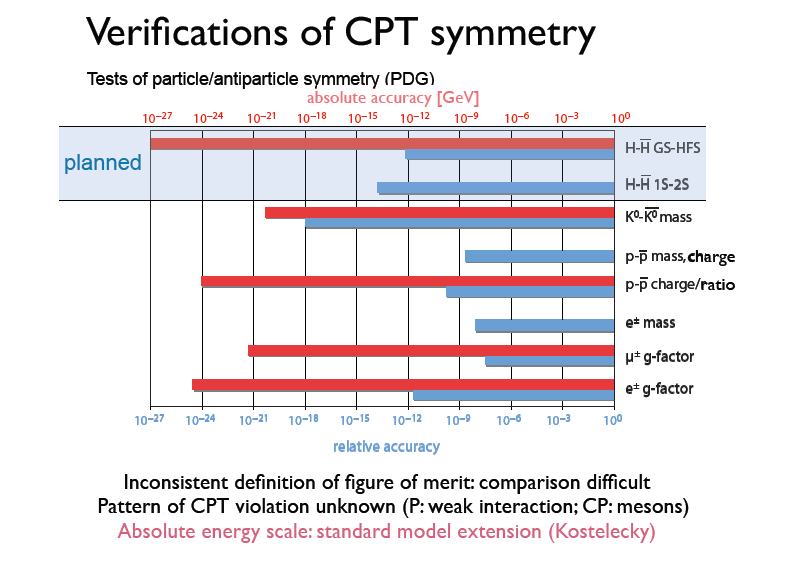 Verifications of CPT symmetry
Tests of particle/antiparticle symmetry (PDG)
absolute accuracy [GeV]
10⁻²⁷ 10⁻²⁴ 10⁻²¹ 10⁻¹⁸ 10⁻¹⁵ 10⁻¹² 10⁻⁹ 10⁻⁶ 10⁻³ 10⁰
planned
H-H̅ GS-HFS
H-H̅ 1S-2S
K⁰-K̅⁰ mass
p-p̅ mass, charge
p-p̅ charge/ratio
e± mass
μ± g-factor
e± g-factor
10⁻²⁷ 10⁻²⁴ 10⁻²¹ 10⁻¹⁸ 10⁻¹⁵ 10⁻¹² 10⁻⁹ 10⁻⁶ 10⁻³ 10⁰
relative accuracy
Inconsistent definition of figure of merit: comparison difficult
Pattern of CPT violation unknown (P: weak interaction; CP: mesons)
Absolute energy scale: standard model extension (Kostelecky)